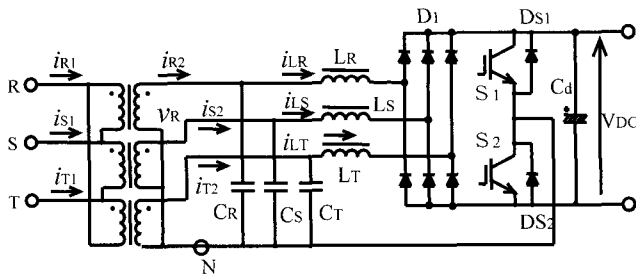 D1 DS1
iR1 iR2 iLR LR
R
vR iS2 iLS LS S1 Cd
iS1
S VDC
iLT S2
iT1 LT
T iT2 CR CS CT DS2
N